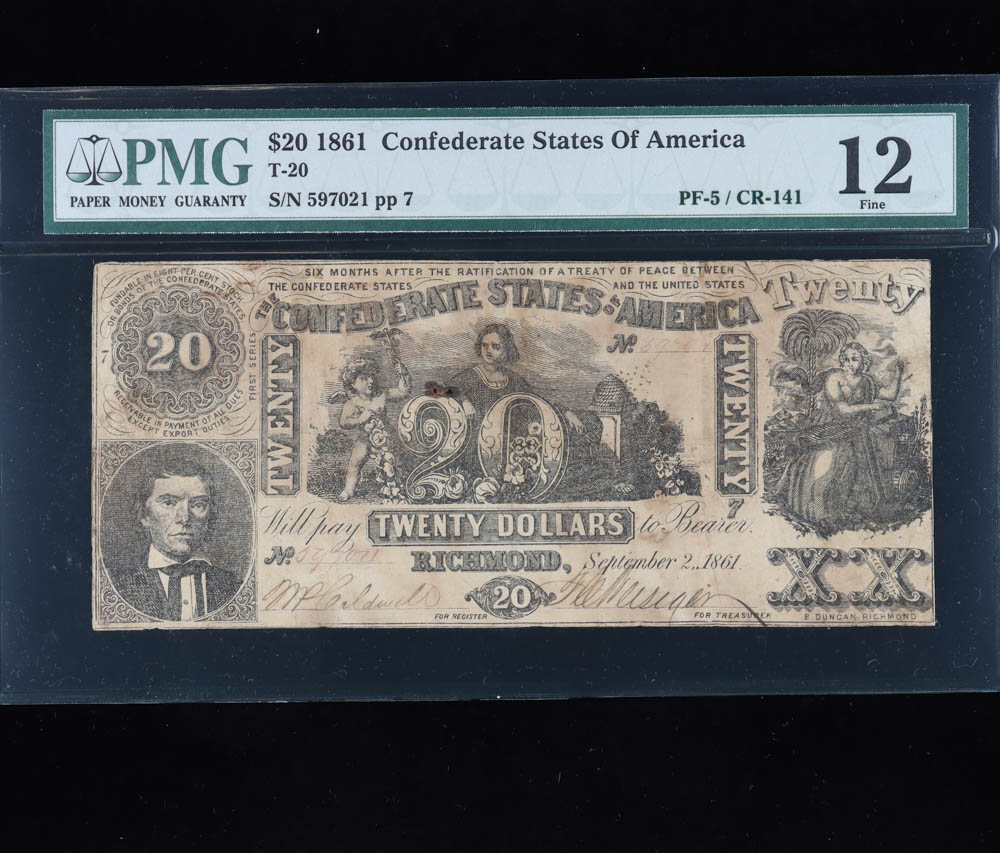 PMG
PAPER MONEY GUARANTY
$20 1861 Confederate States Of America
T-20
S/N 597021 pp 7
PF-5 / CR-141
12
Fine
FUNDABLE IN EIGHT PER CENT STOCK
OR BONDS OF THE CONFEDERATE STATES
20
RECEIVABLE IN PAYMENT OF ALL DUES
EXCEPT EXPORT DUTIES
FIRST SERIES
7
SIX MONTHS AFTER THE RATIFICATION OF A TREATY OF PEACE BETWEEN
THE CONFEDERATE STATES AND THE UNITED STATES
THE CONFEDERATE STATES OF AMERICA
Twenty
No.
TWENTY
20
TWENTY
7
Will pay TWENTY DOLLARS to Bearer.
No. 597021
RICHMOND, September 2, 1861.
20
XX
FOR REGISTER
FOR TREASURER
B DUNCAN RICHMOND